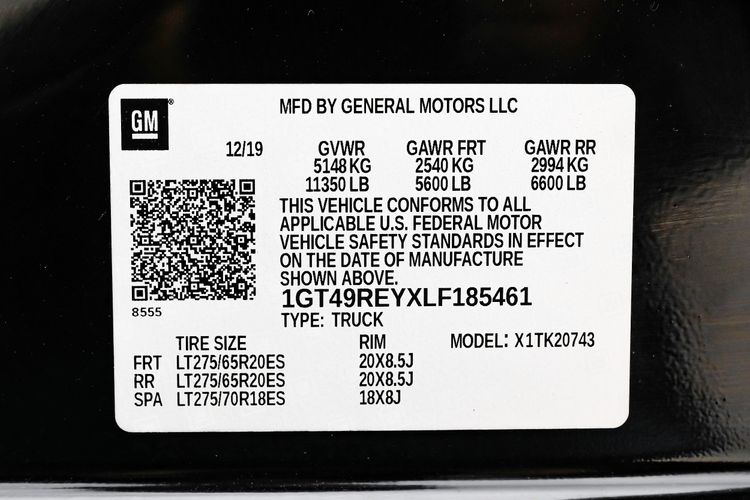 GM®
MFD BY GENERAL MOTORS LLC
12/19 GVWR GAWR FRT GAWR RR
5148 KG 2540 KG 2994 KG
11350 LB 5600 LB 6600 LB
THIS VEHICLE CONFORMS TO ALL
APPLICABLE U.S. FEDERAL MOTOR
VEHICLE SAFETY STANDARDS IN EFFECT
ON THE DATE OF MANUFACTURE
SHOWN ABOVE.
1GT49REYXLF185461
8555
TYPE: TRUCK
TIRE SIZE RIM MODEL: X1TK20743
FRT LT275/65R20ES 20X8.5J
RR LT275/65R20ES 20X8.5J
SPA LT275/70R18ES 18X8J